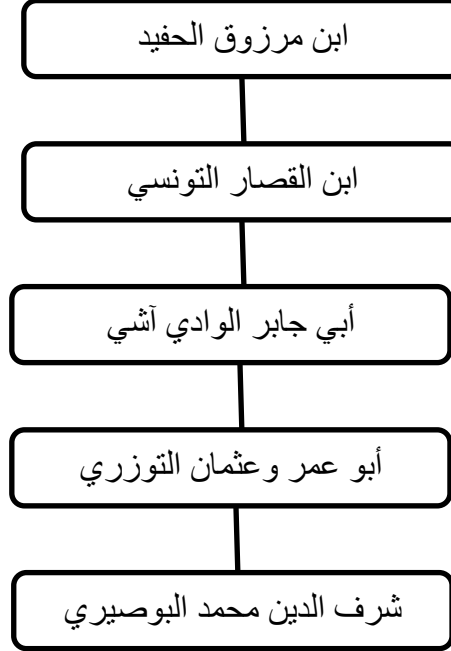 ابن مرزوق الحفيد
ابن القصار التونسي
أبي جابر الوادي آشي
أبو عمر وعثمان التوزري
شرف الدين محمد البوصيري